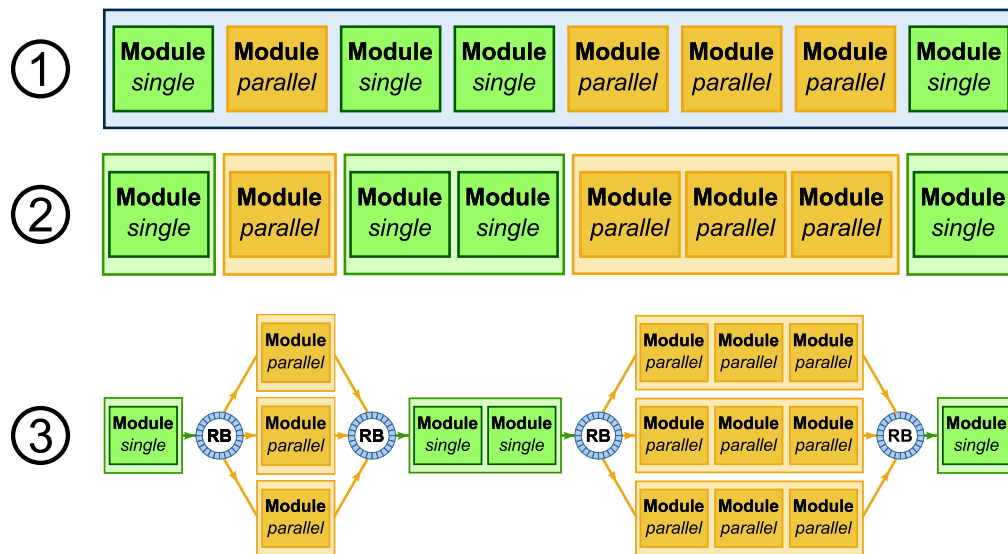 1
Module Module Module Module Module Module Module Module
single parallel single single parallel parallel parallel single
2
Module Module Module Module Module Module Module Module
single parallel single single parallel parallel parallel single
3
Module Module Module Module
parallel parallel parallel parallel
Module RB Module RB Module Module RB Module Module Module RB Module
single parallel single single parallel parallel parallel single
Module Module Module Module
parallel parallel parallel parallel